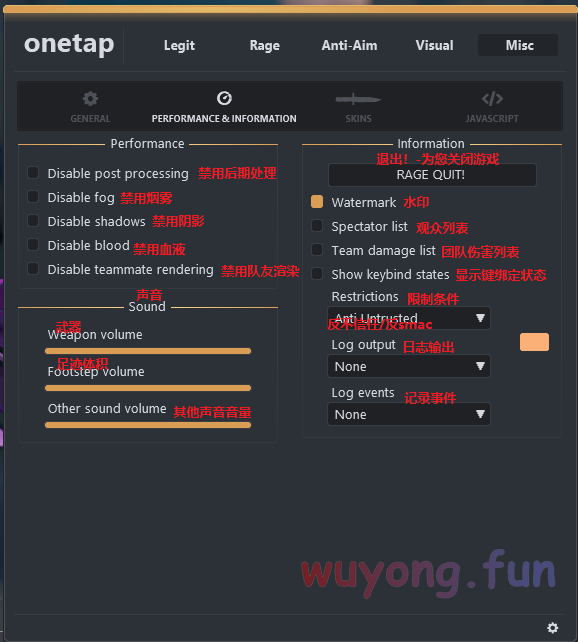 onetap Legit Rage Anti-Aim Visual Misc
GENERAL PERFORMANCE & INFORMATION SKINS JAVASCRIPT
Performance
Disable post processing 禁用后期处理
Disable fog 禁用烟雾
Disable shadows 禁用阴影
Disable blood 禁用血液
Disable teammate rendering 禁用队友渲染
声音
Sound
武器
Weapon volume
足迹体积
Footstep volume
Other sound volume 其他声音音量
Information
退出！-为您关闭游戏
RAGE QUIT!
Watermark 水印
Spectator list 观众列表
Team damage list 团队伤害列表
Show keybind states 显示键绑定状态
Restrictions 限制条件
Anti Untrusted
反不信任/反smac
Log output 日志输出
None
Log events 记录事件
None
wuyong.fun